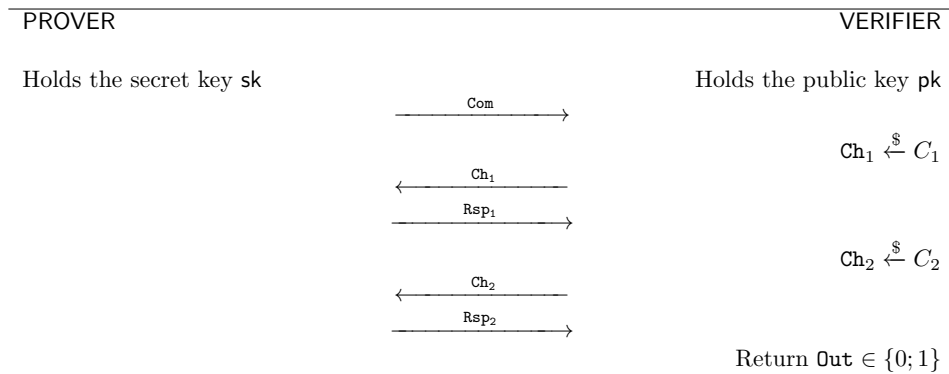 PROVER VERIFIER
Holds the secret key sk Holds the public key pk
Com
Ch₁ $← C₁
Ch₁
Rsp₁
Ch₂ $← C₂
Ch₂
Rsp₂
Return Out ∈ {0; 1}